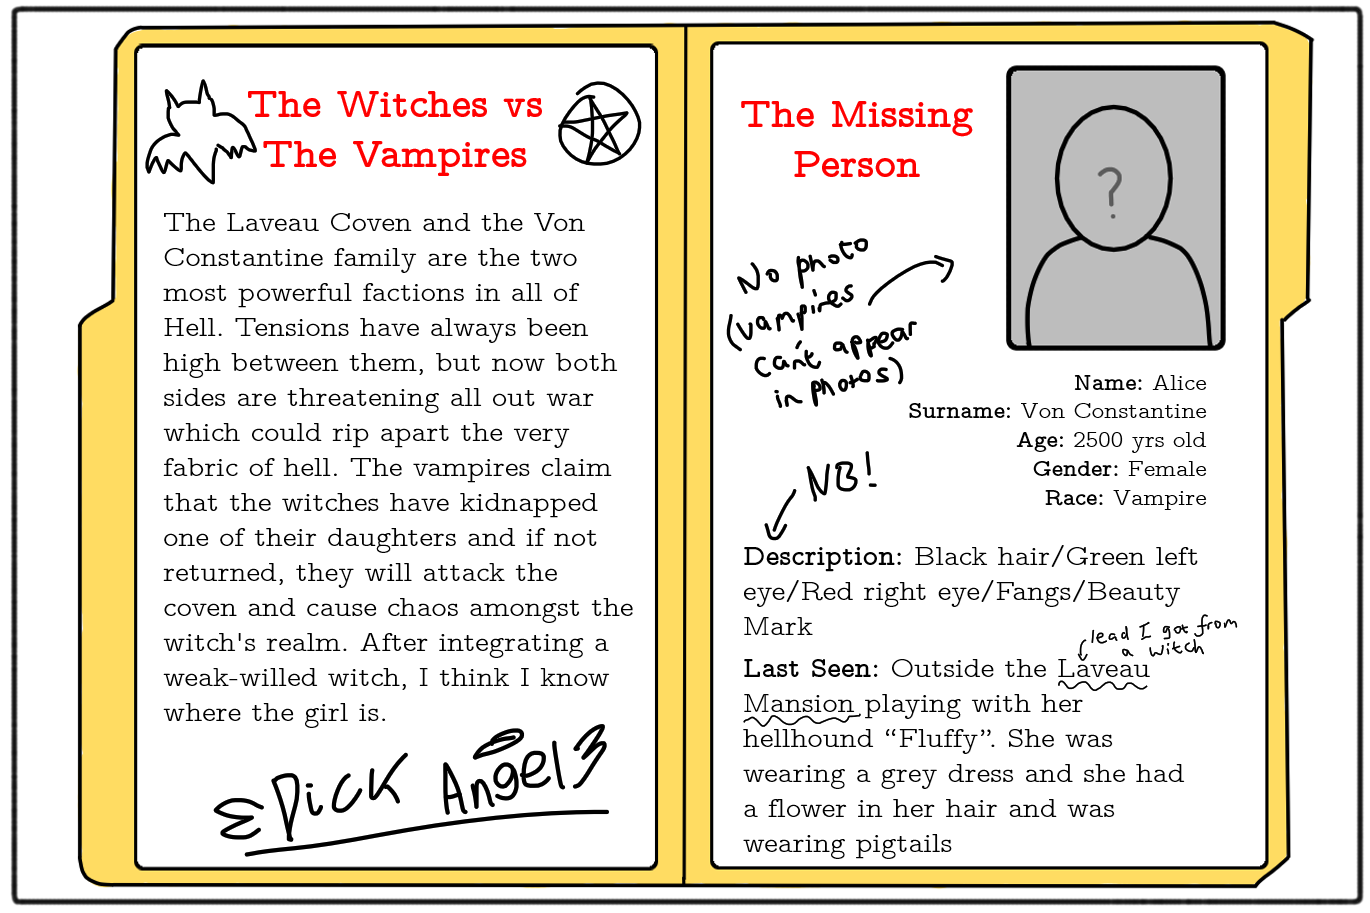 The Witches vs
The Vampires
The Laveau Coven and the Von
Constantine family are the two
most powerful factions in all of
Hell. Tensions have always been
high between them, but now both
sides are threatening all out war
which could rip apart the very
fabric of hell. The vampires claim
that the witches have kidnapped
one of their daughters and if not
returned, they will attack the
coven and cause chaos amongst the
witch's realm. After integrating a
weak-willed witch, I think I know
where the girl is.
Dick Angel
The Missing
Person
?
No photo
(vampires
can't appear
in photos)
Name: Alice
Surname: Von Constantine
Age: 2500 yrs old
Gender: Female
Race: Vampire
NB!
Description: Black hair/Green left
eye/Red right eye/Fangs/Beauty
Mark
lead I got from
a witch
Last Seen: Outside the Laveau
Mansion playing with her
hellhound “Fluffy”. She was
wearing a grey dress and she had
a flower in her hair and was
wearing pigtails